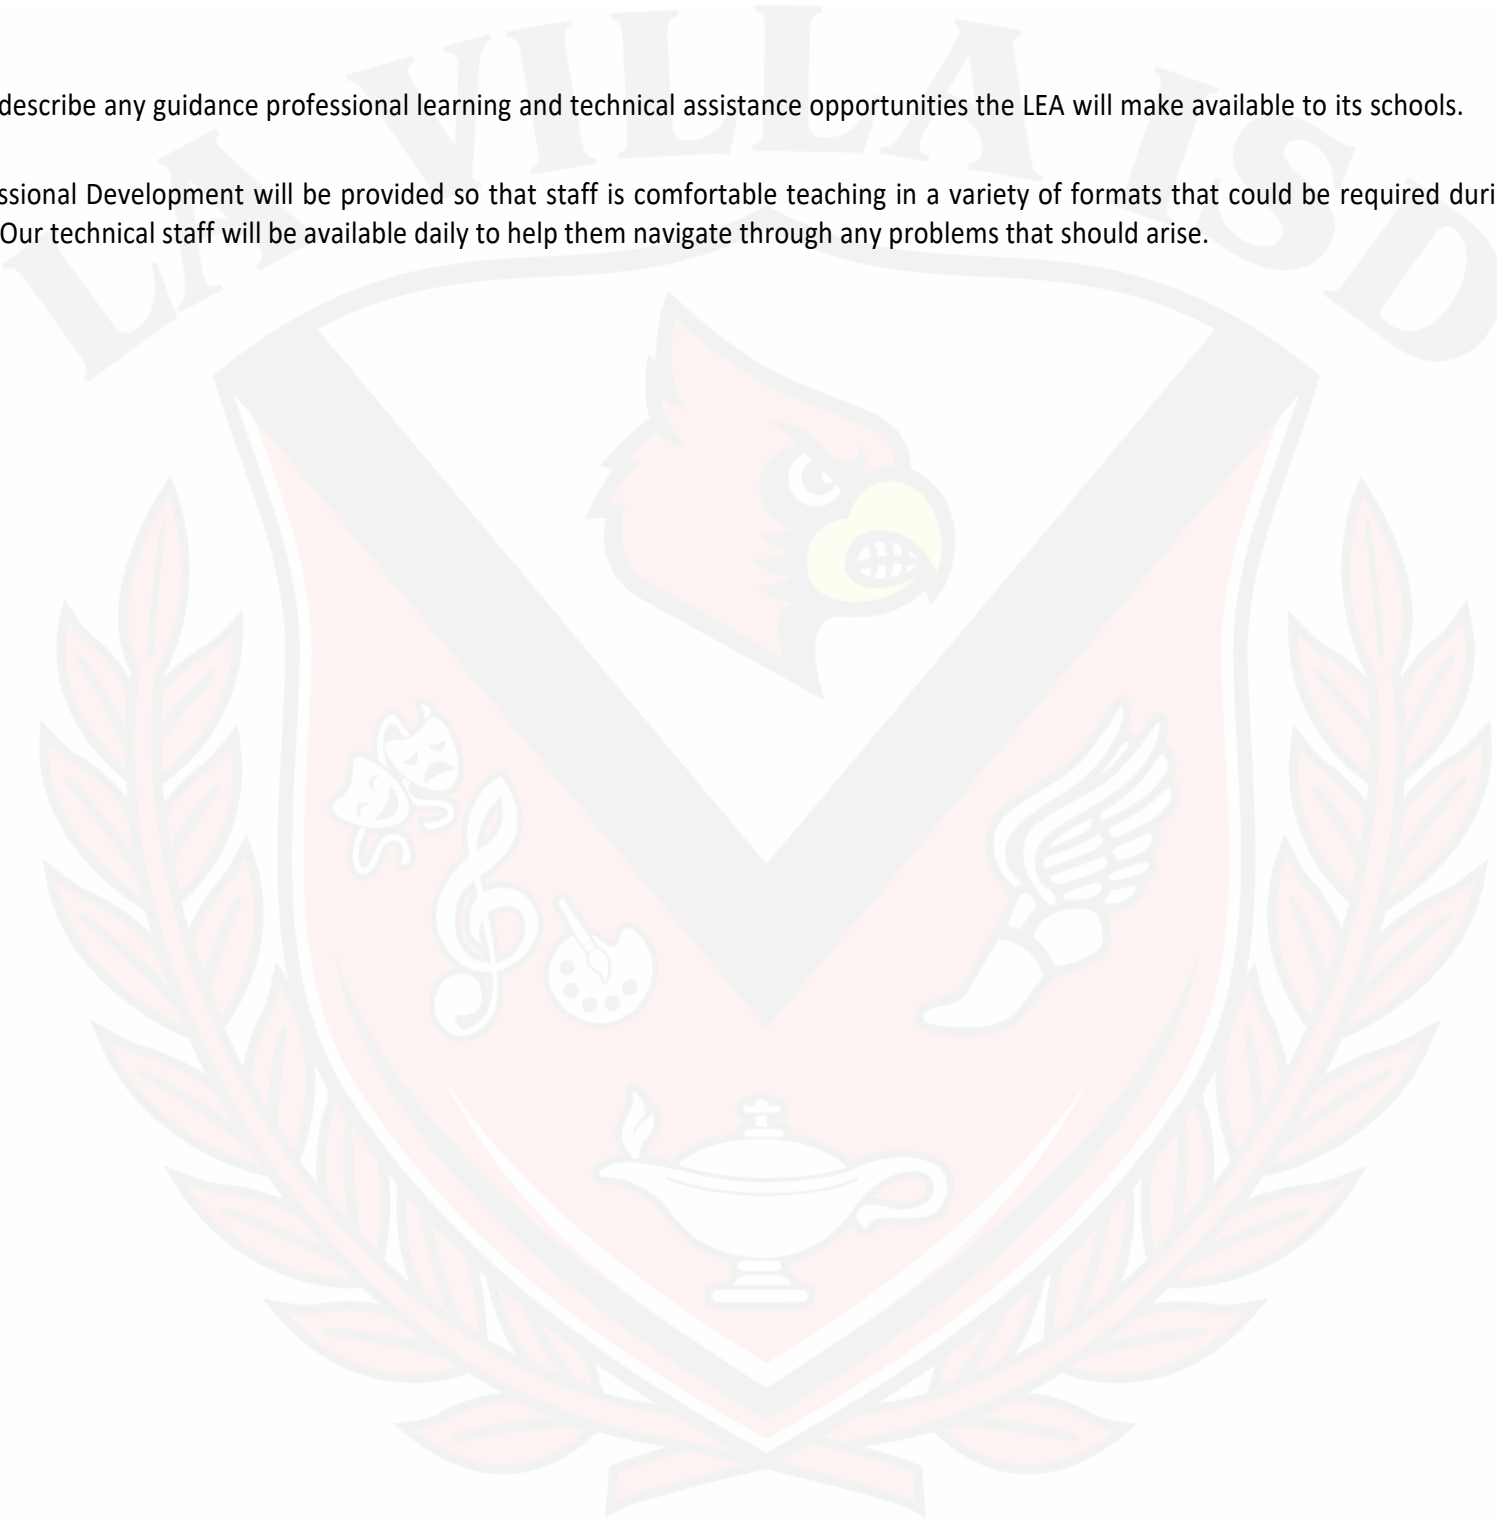 LA VILLA ISD
describe any guidance professional learning and technical assistance opportunities the LEA will make available to its schools.
ssional Development will be provided so that staff is comfortable teaching in a variety of formats that could be required duri
Our technical staff will be available daily to help them navigate through any problems that should arise.